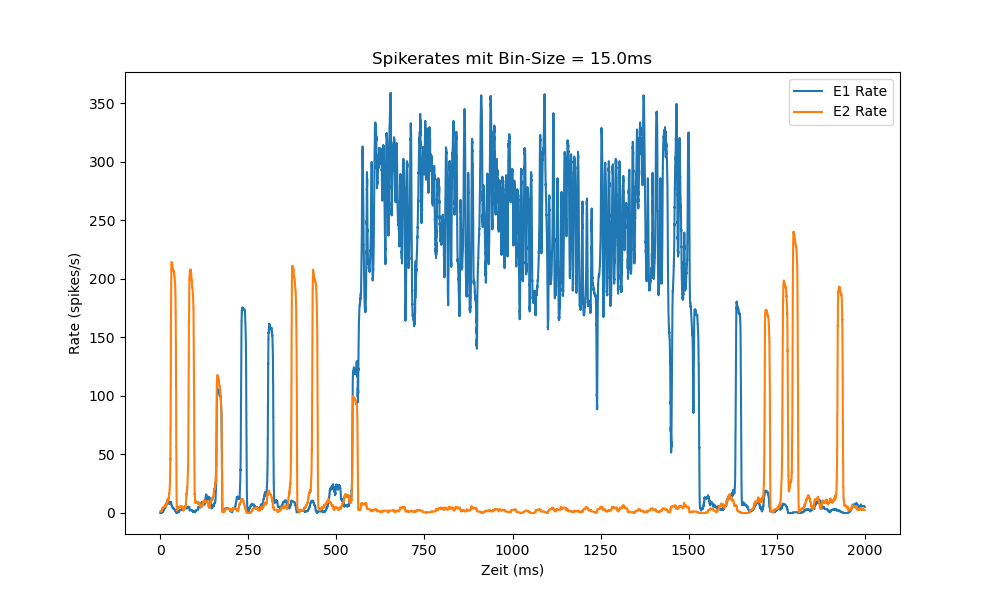 Spikerates mit Bin-Size = 15.0ms
E1 Rate
E2 Rate
350
300
250
200
150
100
50
0
Rate (spikes/s)
0 250 500 750 1000 1250 1500 1750 2000
Zeit (ms)